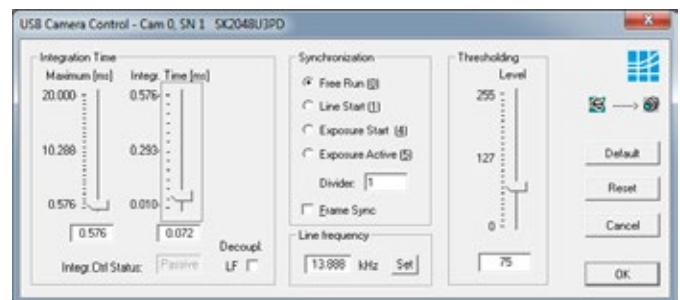 USB Camera Control - Cam 0, SN 1 SK2048U3PD
Integration Time
Maximum [ms]
Integr. Time [ms]
20.000
10.288
0.576
0.576
0.293
0.010
0.576
0.072
Decoupl.
LF
Integr.Ctrl Status:
Passive
Synchronization
Free Run (0)
Line Start (1)
Exposure Start (4)
Exposure Active (5)
Divider:
1
Frame Sync
Line frequency
13.888 kHz Set
Thresholding
Level
255
127
0
75
Default
Reset
Cancel
OK